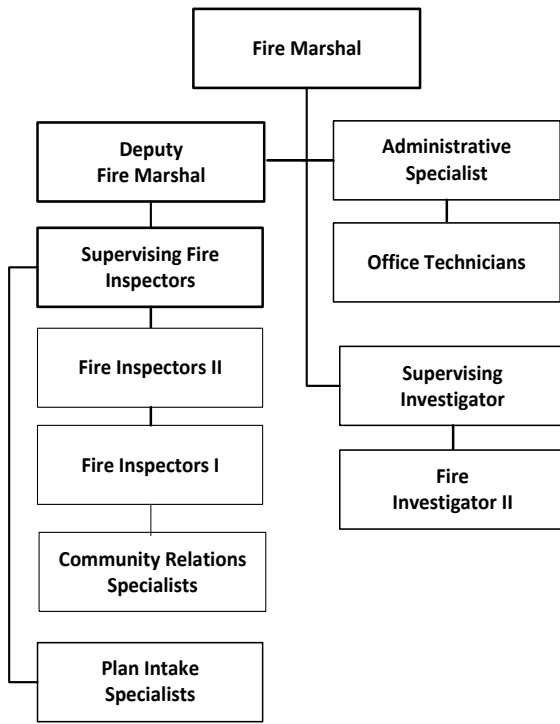 Fire Marshal
Deputy
Fire Marshal
Administrative
Specialist
Supervising Fire
Inspectors
Office Technicians
Fire Inspectors II
Supervising
Investigator
Fire Inspectors I
Fire
Investigator II
Community Relations
Specialists
Plan Intake
Specialists